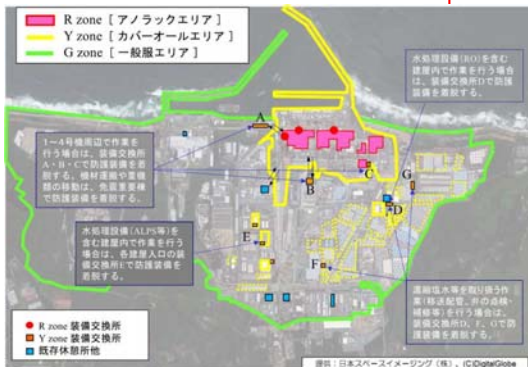 R zone［アノラックエリア］
Y zone［カバーオールエリア］
G zone［一般服エリア］
水処理設備(RO)を含む
建屋内で作業を行う場合
は、装備交換所Dで防護
装備を着脱する。
A
1～4号機周辺で作業を
行う場合は、装備交換所
A・B・Cで防護装備を着
脱する。機材運搬や重機
類の移動は、免震重要棟
で防護装備を着脱する。
B
C
G
D
水処理設備(ALPS等)を
含む建屋内で作業を行う
場合は、各建屋入口の装
備交換所Eで防護装備を
着脱する。
E
F
濃縮塩水等を取り扱う作
業(移送配管、弁の点検・
補修等)を行う場合は、
装備交換所D、F、Gで防
護装備を着脱する。
R zone 装備交換所
Y zone 装備交換所
既存休憩所他
提供：日本スペースイメージング（株）、(C)DigitalGlobe